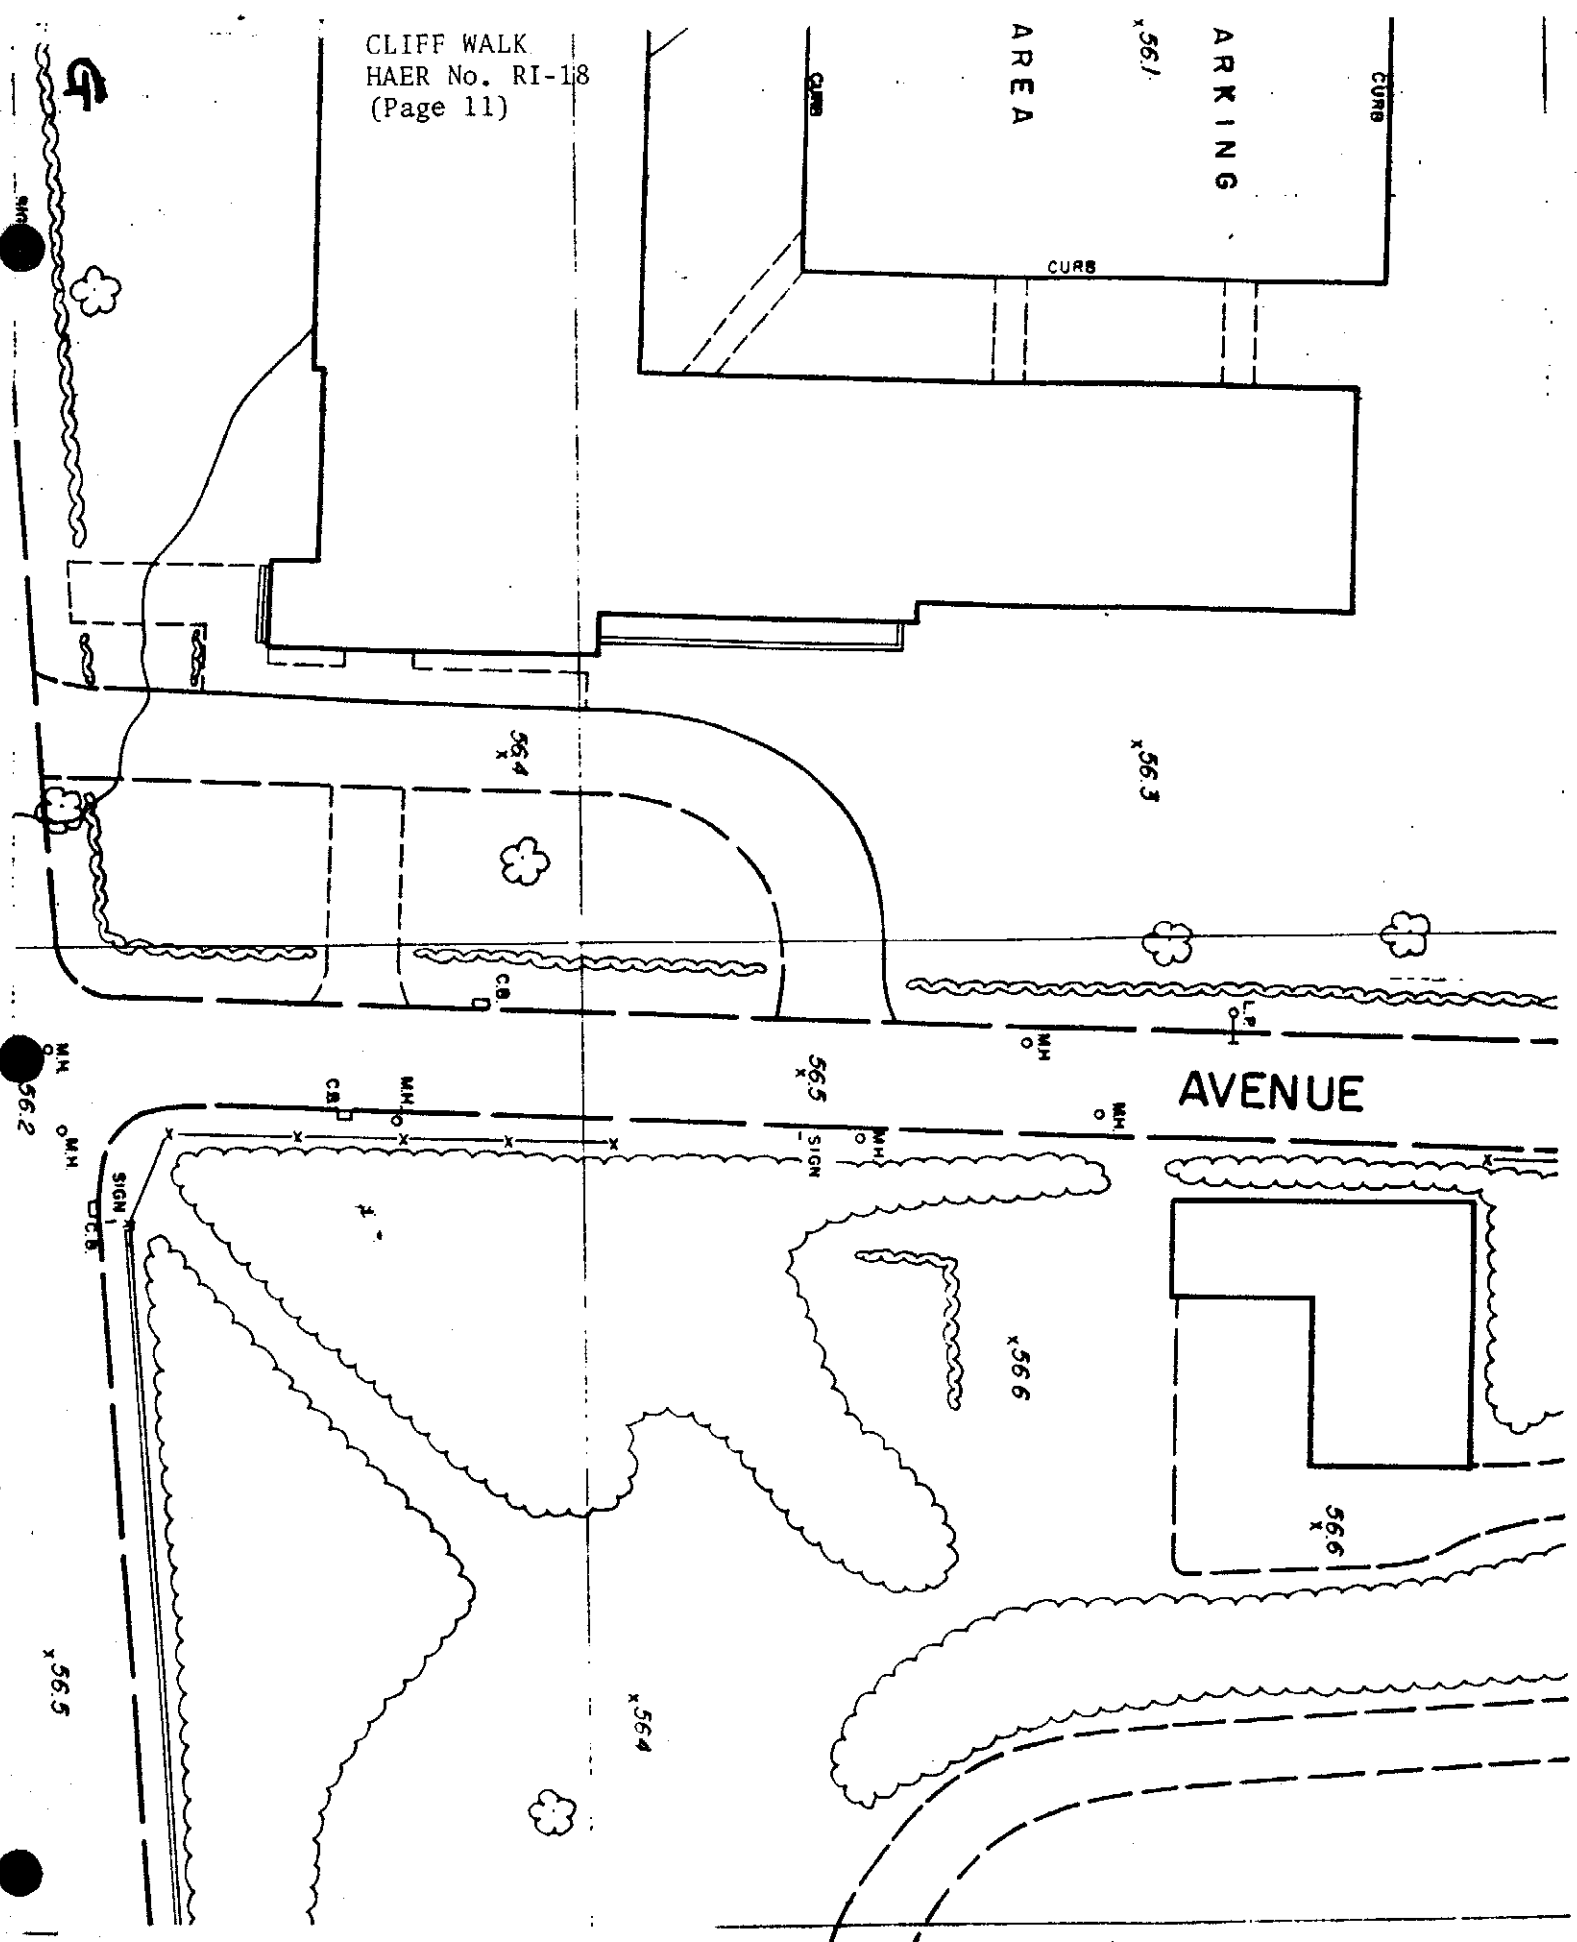 CLIFF WALK
HAER No. RI-18
(Page 11)
G
56.1
ARKING
AREA
CURB
CURB
CURB
56.4
56.3
C.B.
L.P.
M.H
M.H.
56.2
M.H
C.B.
M.H.
56.5
SIGN
M.H
M.H.
AVENUE
SIGN
C.B.
56.6
56.6
56.5
56.4